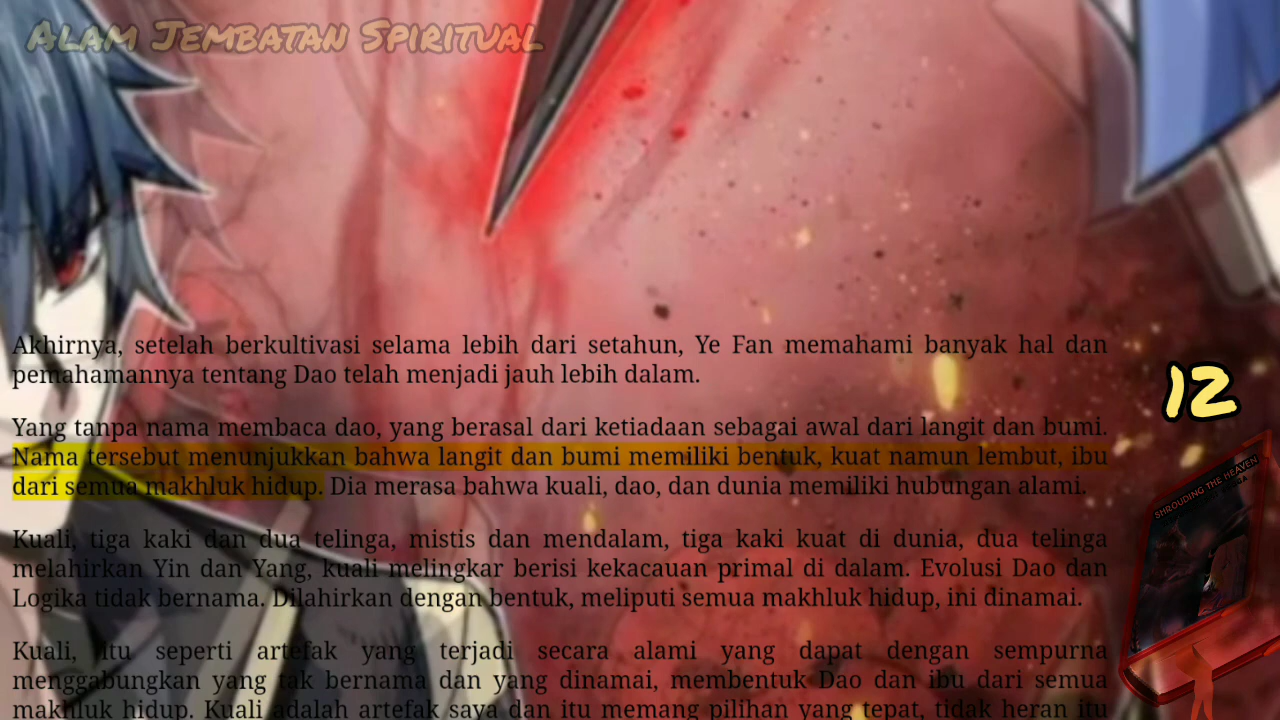 Alam Jembatan Spiritual
Akhirnya, setelah berkultivasi selama lebih dari setahun, Ye Fan memahami banyak hal dan
pemahamannya tentang Dao telah menjadi jauh lebih dalam.
Yang tanpa nama membaca dao, yang berasal dari ketiadaan sebagai awal dari langit dan bumi.
Nama tersebut menunjukkan bahwa langit dan bumi memiliki bentuk, kuat namun lembut, ibu
dari semua makhluk hidup. Dia merasa bahwa kuali, dao, dan dunia memiliki hubungan alami.
Kuali, tiga kaki dan dua telinga, mistis dan mendalam, tiga kaki kuat di dunia, dua telinga
melahirkan Yin dan Yang, kuali melingkar berisi kekacauan primal di dalam. Evolusi Dao dan
Logika tidak bernama. Dilahirkan dengan bentuk, meliputi semua makhluk hidup, ini dinamai.
Kuali, itu seperti artefak yang terjadi secara alami yang dapat dengan sempurna
menggabungkan yang tak bernama dan yang dinamai, membentuk Dao dan ibu dari semua
makhluk hidup. Kuali adalah artefak saya dan itu memang pilihan yang tepat, tidak heran itu
12
SHROUDING THE HEAVEN